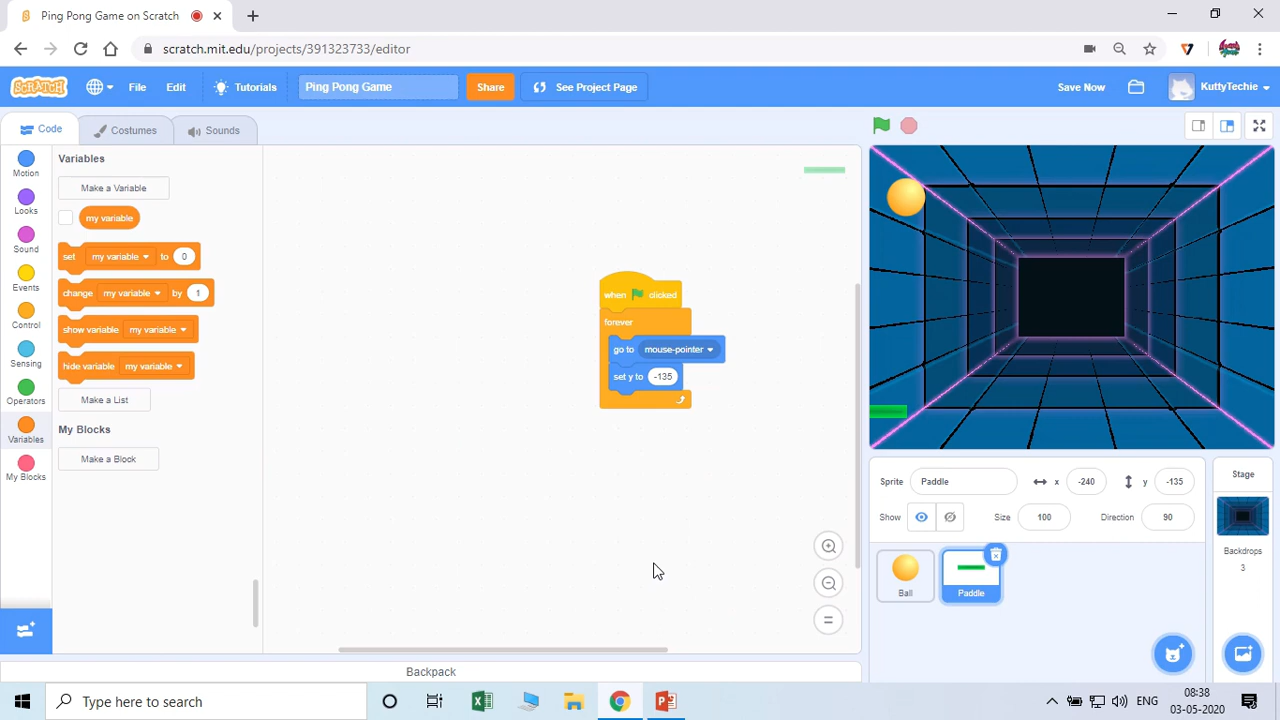 Ping Pong Game on Scratch
scratch.mit.edu/projects/391323733/editor
SCRATCH
File
Edit
Tutorials
Ping Pong Game
Share
See Project Page
Save Now
KuttyTechie
Code
Costumes
Sounds
Motion
Looks
Sound
Events
Control
Sensing
Operators
Variables
My Blocks
Variables
Make a Variable
my variable
set my variable to 0
change my variable by 1
show variable my variable
hide variable my variable
Make a List
My Blocks
Make a Block
when clicked
forever
go to mouse-pointer
set y to -135
Backpack
Sprite Paddle x -240 y -135
Show Size 100 Direction 90
Ball
Paddle
Stage
Backdrops
3
Type here to search
ENG
08:38
03-05-2020